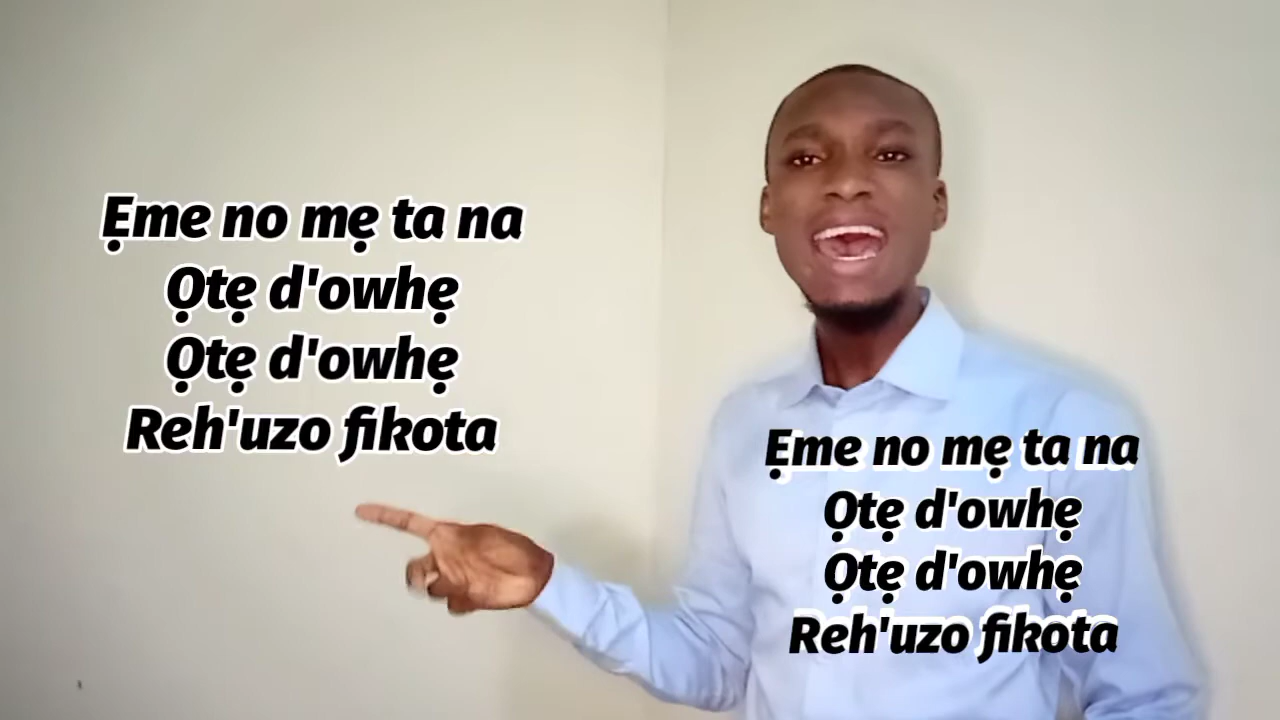 Ẹme no mẹ ta na
Ọtẹ d'owhẹ
Ọtẹ d'owhẹ
Reh'uzo fikota
Ẹme no mẹ ta na
Ọtẹ d'owhẹ
Ọtẹ d'owhẹ
Reh'uzo fikota